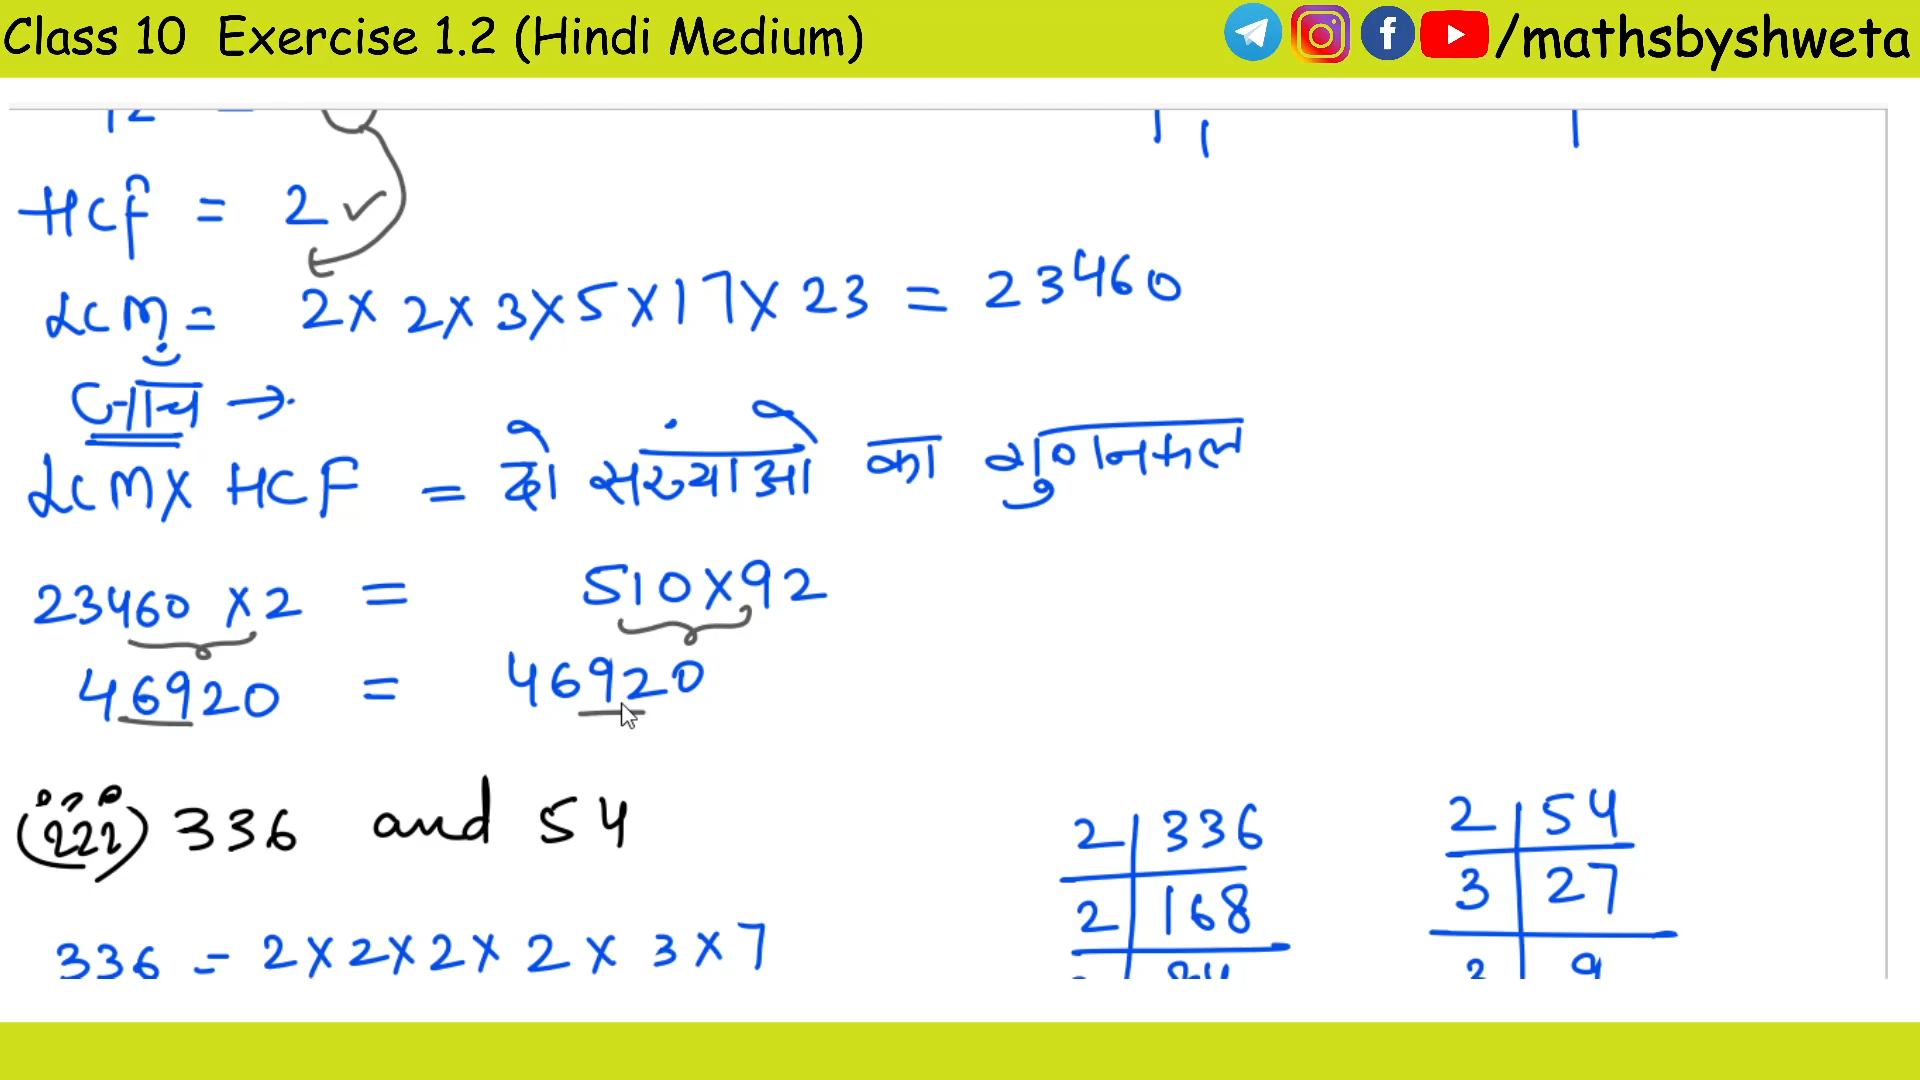 Class 10 Exercise 1.2 (Hindi Medium)
/mathsbyshweta
HCF = 2 ✓
LCM = 2 × 2 × 3 × 5 × 17 × 23 = 23460
जांच →
LCM × HCF = दो संख्याओं का गुणनफल
23460 × 2 = 510 × 92
46920 = 46920
336 and 54
2 | 336
2 | 168
2 | 54
3 | 27
9
336 = 2 × 2 × 2 × 2 × 3 × 7